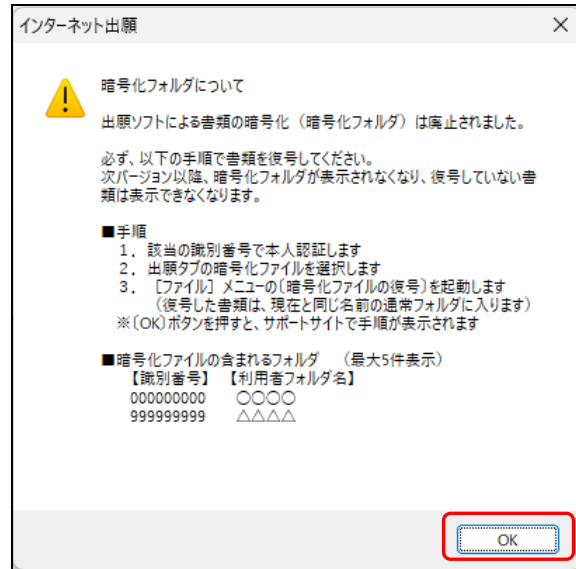 インターネット出願
暗号化フォルダについて
出願ソフトによる書類の暗号化（暗号化フォルダ）は廃止されました。
必ず、以下の手順で書類を復号してください。
次バージョン以降、暗号化フォルダが表示されなくなり、復号していない書
類は表示できなくなります。
■手順
1．該当の識別番号で本人認証します
2．出願タブの暗号化ファイルを選択します
3．［ファイル］メニューの〔暗号化ファイルの復号〕を起動します
（復号した書類は、現在と同じ名前の通常フォルダに入ります）
※〔OK〕ボタンを押すと、サポートサイトで手順が表示されます
■暗号化ファイルの含まれるフォルダ （最大5件表示）
【識別番号】 【利用者フォルダ名】
000000000 ○○○○
999999999 △△△△
OK